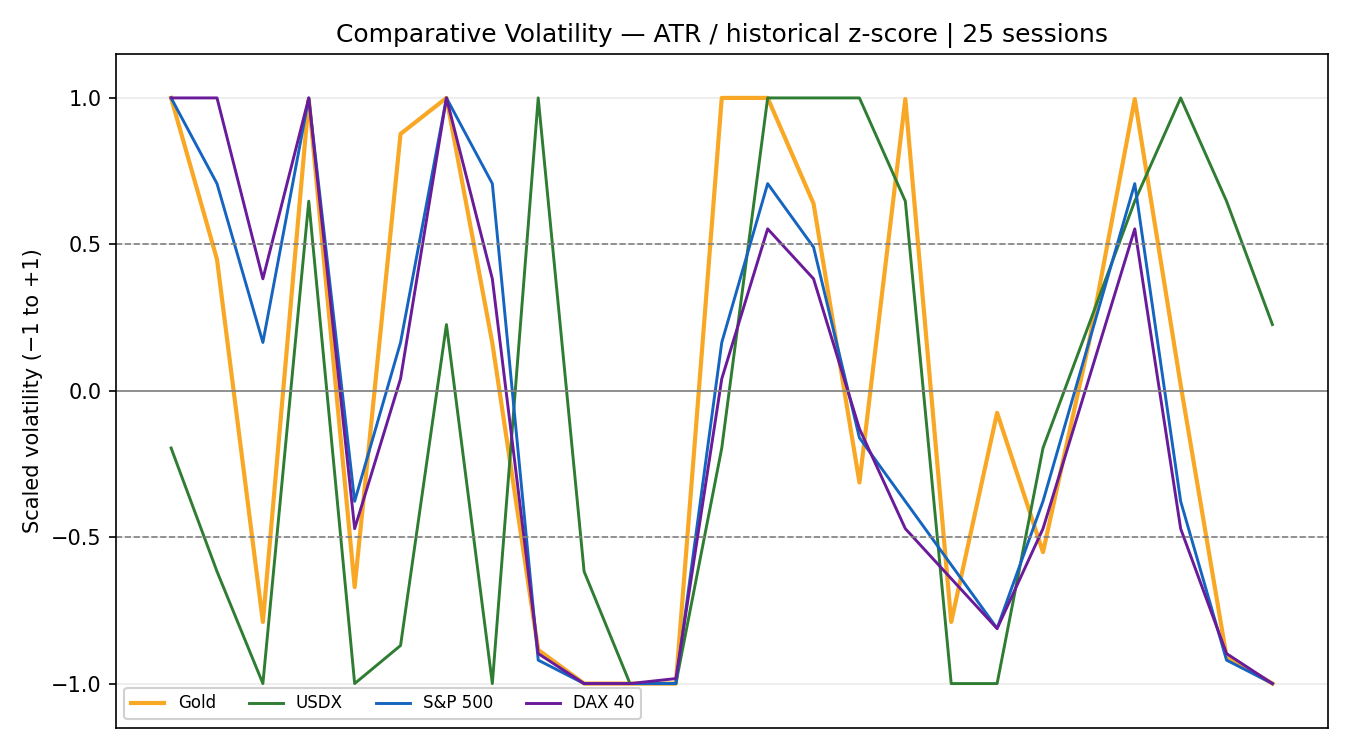 Comparative Volatility — ATR / historical z-score | 25 sessions
Scaled volatility (−1 to +1)
1.0
0.5
0.0
−0.5
−1.0
Gold USDX S&P 500 DAX 40